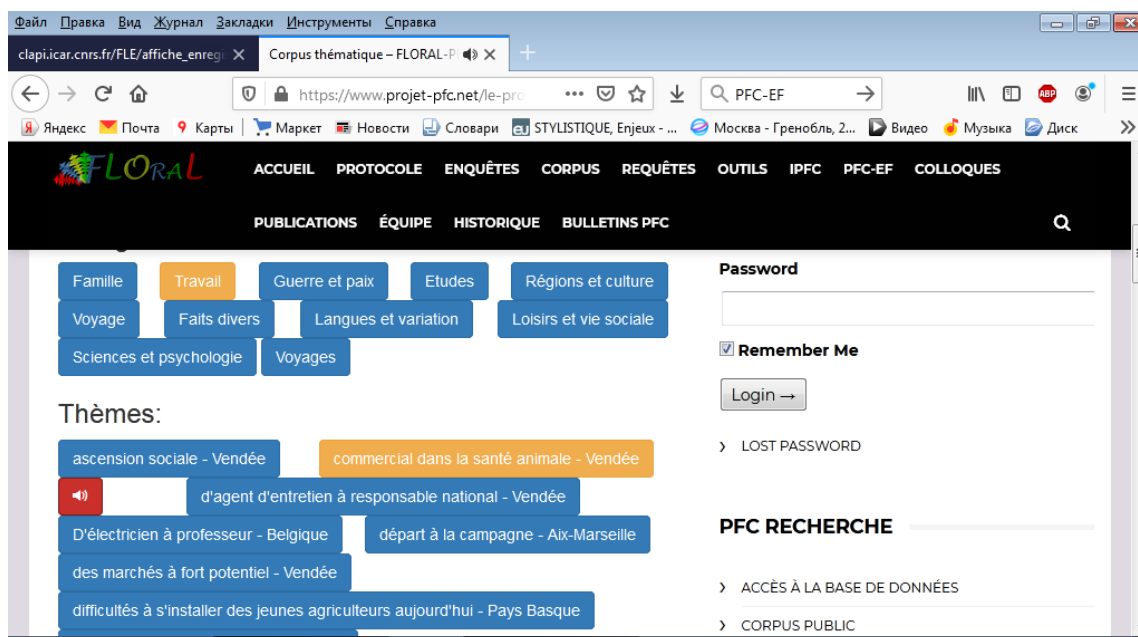 Файл Правка Вид Журнал Закладки Инструменты Справка
clapi.icar.cnrs.fr/FLE/affiche_enregi Corpus thématique – FLORAL-P
https://www.projet-pfc.net/le-pro PFC-EF
Яндекс Почта Карты Маркет Новости Словари STYLISTIQUE, Enjeux - ... Москва - Гренобль, 2... Видео Музыка Диск
FLORAL ACCUEIL PROTOCOLE ENQUÊTES CORPUS REQUÊTES OUTILS IPFC PFC-EF COLLOQUES
PUBLICATIONS ÉQUIPE HISTORIQUE BULLETINS PFC
Famille Travail Guerre et paix Etudes Régions et culture
Voyage Faits divers Langues et variation Loisirs et vie sociale
Sciences et psychologie Voyages
Thèmes:
ascension sociale - Vendée commercial dans la santé animale - Vendée
d'agent d'entretien à responsable national - Vendée
D'électricien à professeur - Belgique départ à la campagne - Aix-Marseille
des marchés à fort potentiel - Vendée
difficultés à s'installer des jeunes agriculteurs aujourd'hui - Pays Basque
Password
Remember Me
Login →
LOST PASSWORD
PFC RECHERCHE
ACCÈS À LA BASE DE DONNÉES
CORPUS PUBLIC